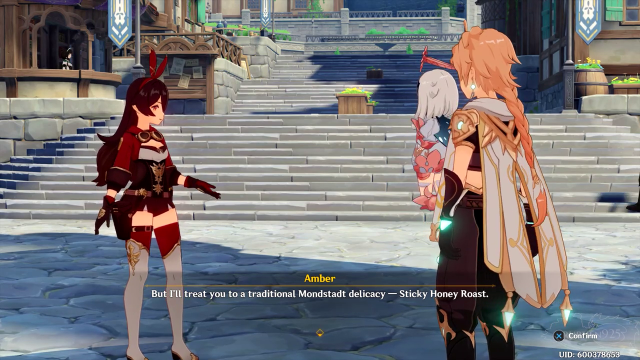 Amber
But I'll treat you to a traditional Mondstadt delicacy — Sticky Honey Roast.
Confirm
UID: 600378653